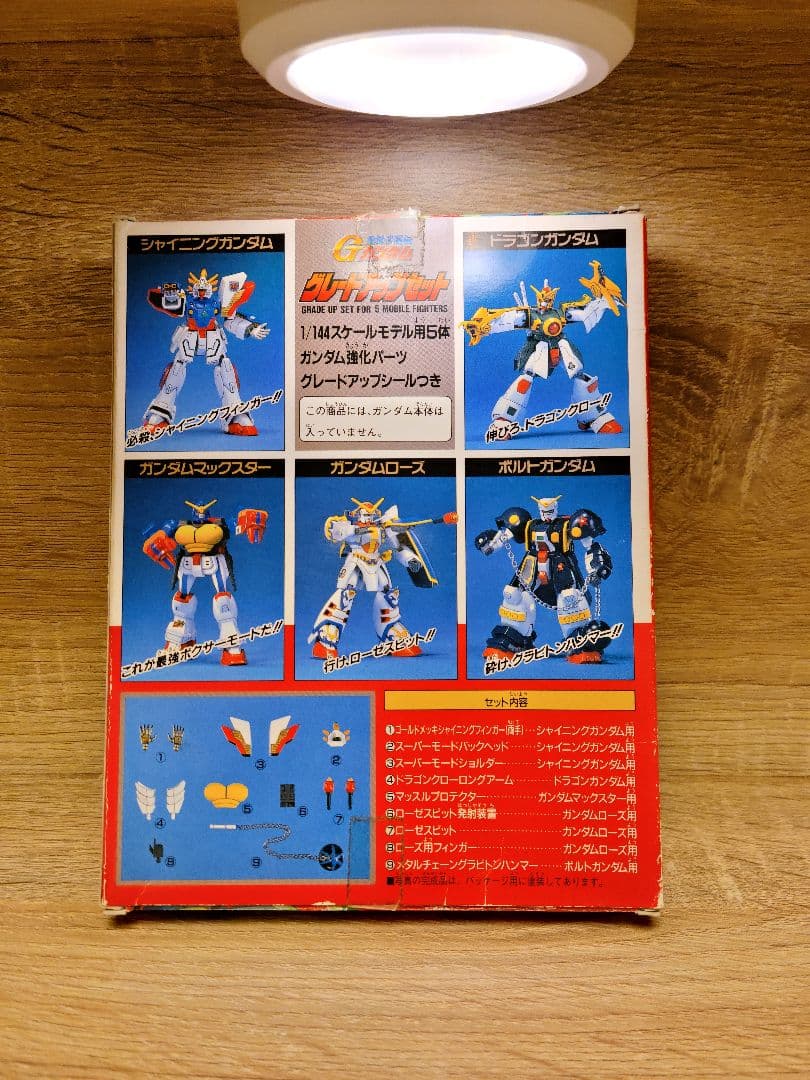 シャイニングガンダム
G
ガンダム
グレードアップセット
GRADE UP SET FOR 5 MOBILE FIGHTERS
1/144スケールモデル用5体
ガンダム強化パーツ
グレードアップシールつき
この商品には、ガンダム本体は
入っていません。
ドラゴンガンダム
必殺、シャイニングフィンガー!!
伸びろ、ドラゴンクロー!!
ガンダムマックスター
ガンダムローズ
ボルトガンダム
これが最強ボクサーモードだ!!
行け、ローゼスビット!!
砕け、グラビトンハンマー!!
セット内容
①ゴールドメッキシャイニングフィンガー(両手)…シャイニングガンダム用
②スーパーモードバックヘッド……シャイニングガンダム用
③スーパーモードショルダー……シャイニングガンダム用
④ドラゴンクローロングアーム……ドラゴンガンダム用
⑤マッスルプロテクター……ガンダムマックスター用
⑥ローゼスビット発射装置……ガンダムローズ用
⑦ローゼスビット……ガンダムローズ用
⑧ローズ用フィンガー……ガンダムローズ用
⑨メタルチェーングラビトンハンマー……ボルトガンダム用
■写真の完成品は、パッケージ用に塗装してあります。
① ③ ②
④ ⑤ ⑥ ⑦
⑧ ⑨